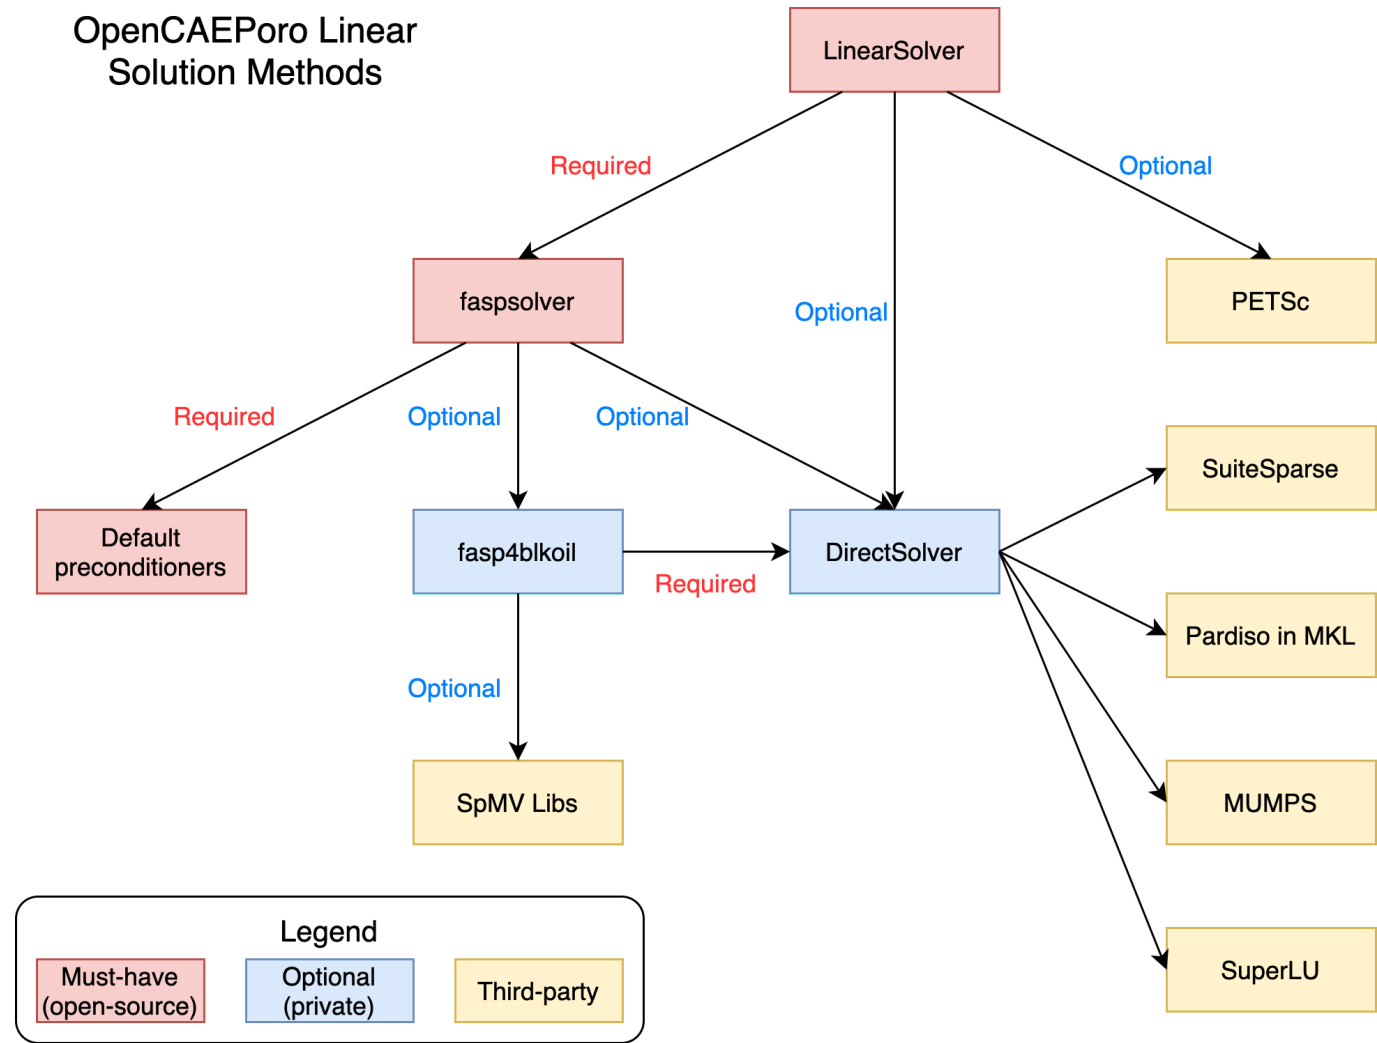 OpenCAEPoro Linear
Solution Methods
LinearSolver
Required
Optional
Optional
faspsolver
PETSc
Required
Optional
Optional
SuiteSparse
Default
preconditioners
fasp4blkoil
Required
DirectSolver
Pardiso in MKL
Optional
SpMV Libs
MUMPS
SuperLU
Legend
Must-have
(open-source)
Optional
(private)
Third-party